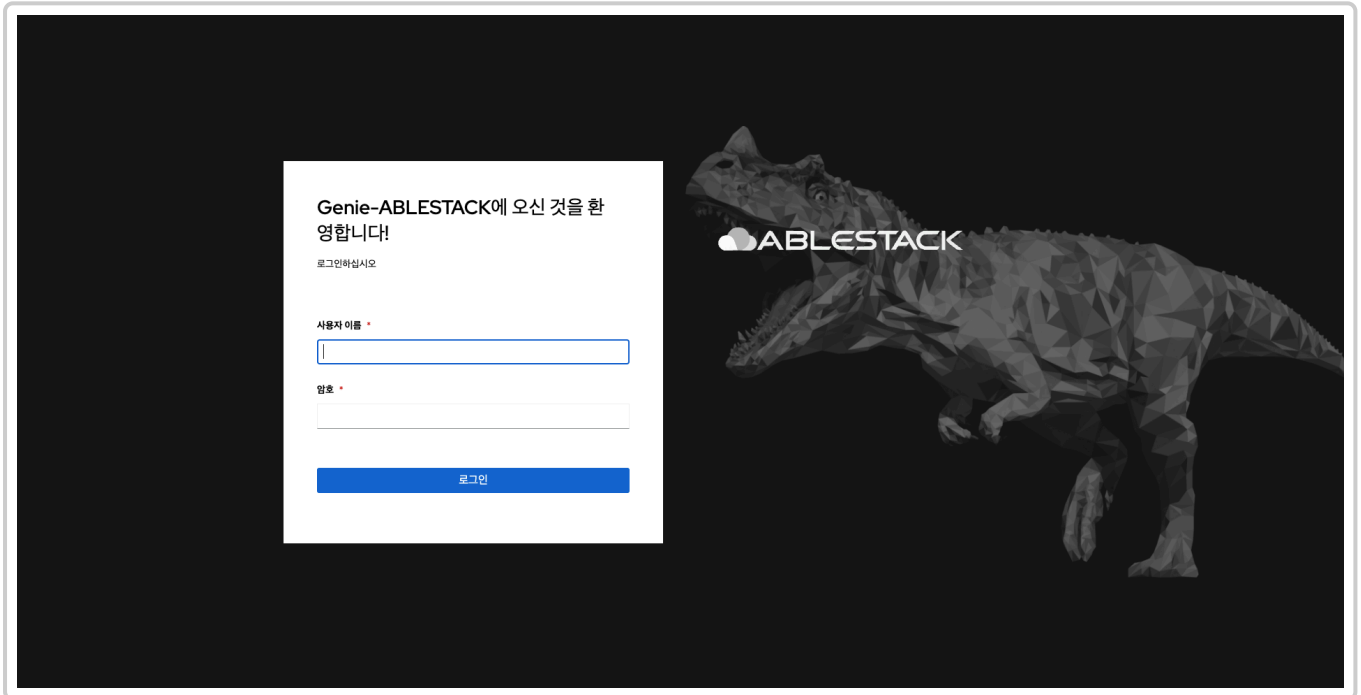 Genie-ABLESTACK에 오신 것을 환
영합니다!
로그인하십시오
사용자 이름 *
암호 *
로그인
ABLESTACK